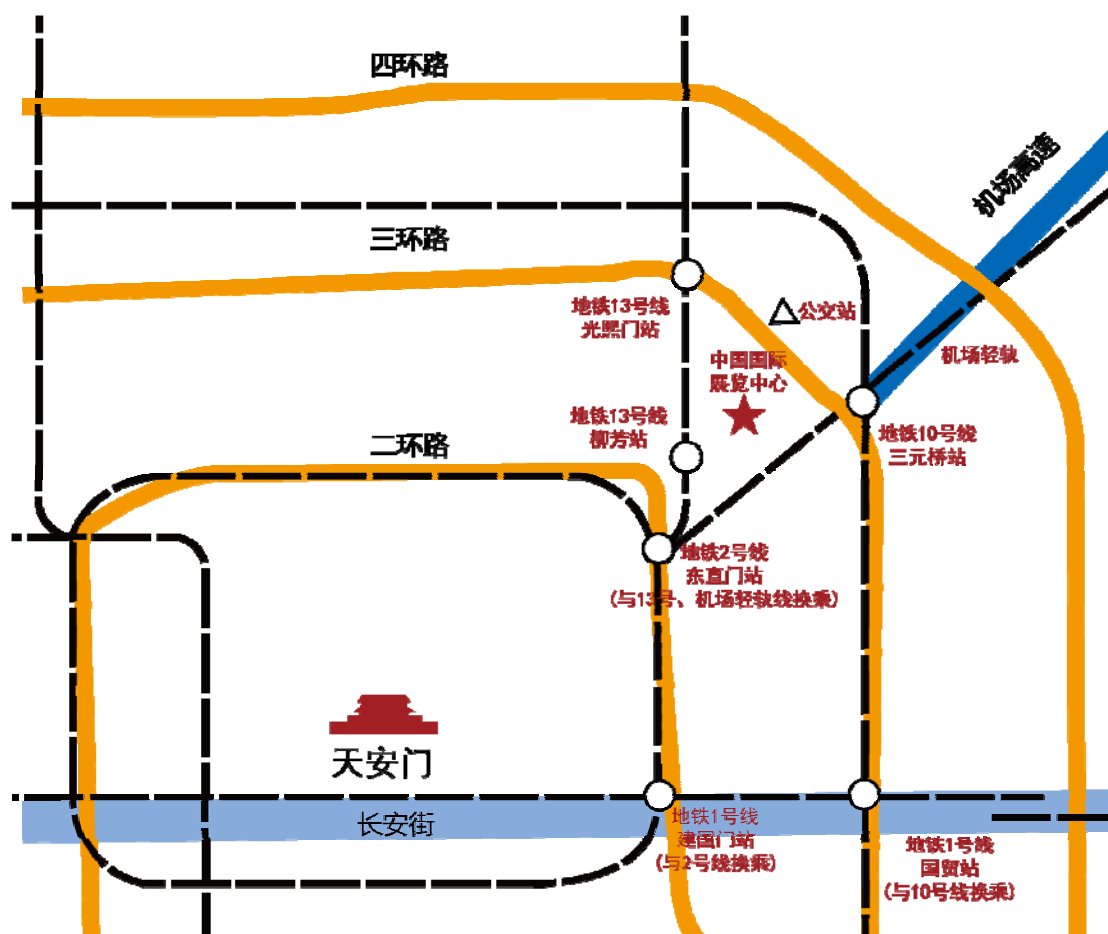 四环路
机场高速
三环路
地铁13号线
光熙门站
公交站
机场轻轨
中国国际
展览中心
地铁13号线
柳芳站
地铁10号线
三元桥站
二环路
地铁2号线
东直门站
(与13号、机场轻轨线换乘)
天安门
长安街
地铁1号线
建国门站
(与2号线换乘)
地铁1号线
国贸站
(与10号线换乘)